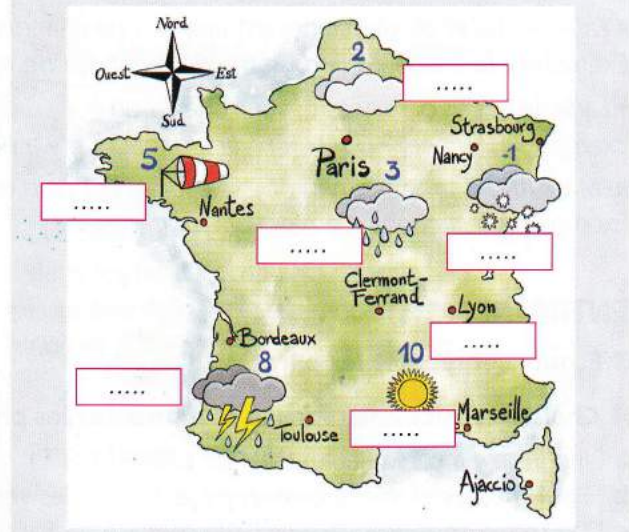 Nord
Ouest Est
Sud
2
.....
Strasbourg
Paris
Nancy
-1
5
3
.....
Nantes
.....
.....
Clermont-
Ferrand
Lyon
Bordeaux
.....
8
10
.....
Toulouse
.....
Marseille
Ajaccio